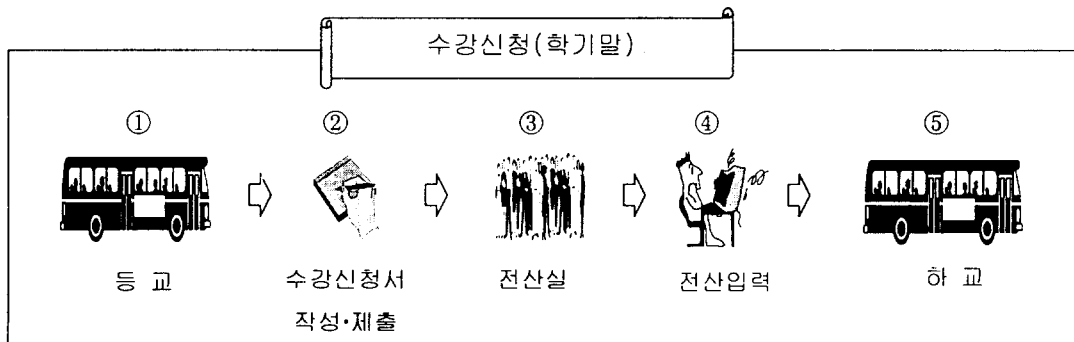 수강신청(학기말)
① ② ③ ④ ⑤
등 교 수강신청서 전산실 전산입력 하 교
작성·제출